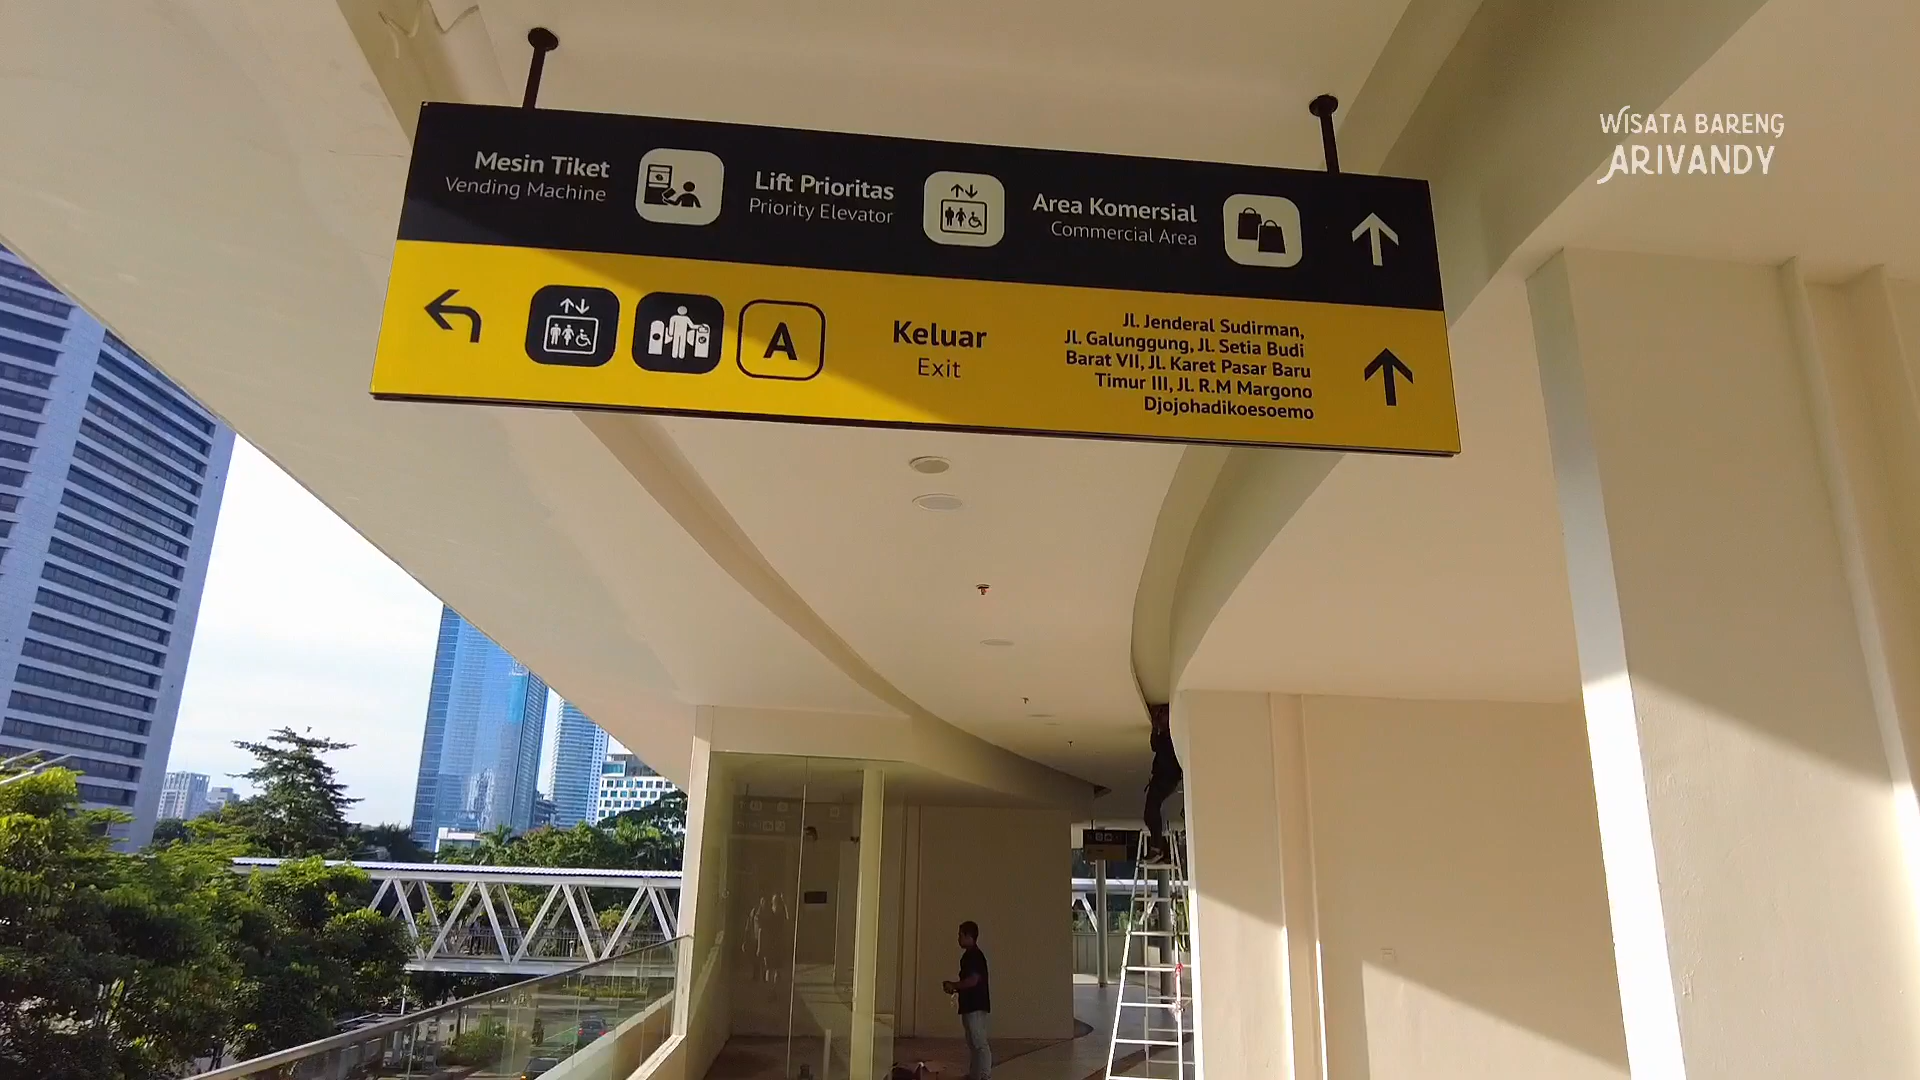 WISATA BARENG
ARIVANDY
Mesin Tiket
Vending Machine
Lift Prioritas
Priority Elevator
Area Komersial
Commercial Area
A
Keluar
Exit
Jl. Jenderal Sudirman,
Jl. Galunggung, Jl. Setia Budi
Barat VII, Jl. Karet Pasar Baru
Timur III, Jl. R.M Margono
Djojohadikoesoemo